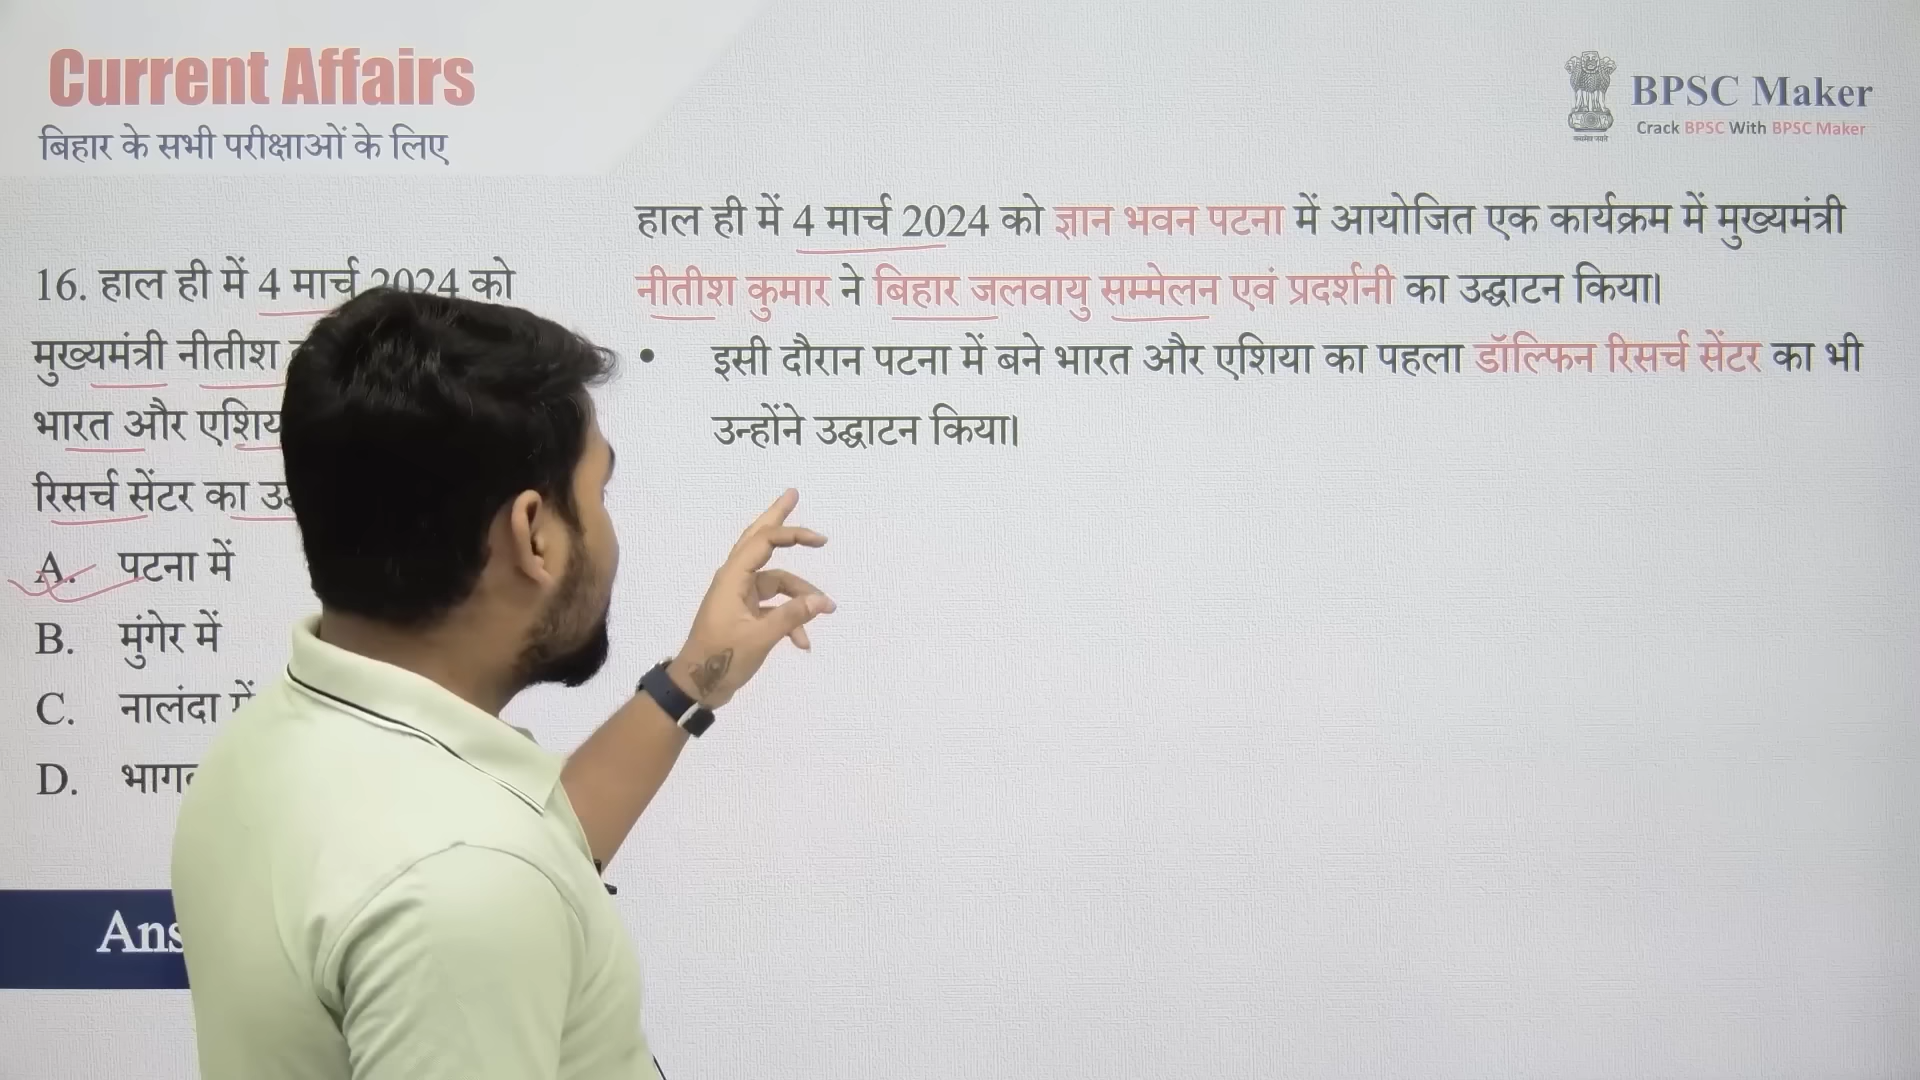 Current Affairs
बिहार के सभी परीक्षाओं के लिए
BPSC Maker
Crack BPSC With BPSC Maker
16. हाल ही में 4 मार्च 2024 को
मुख्यमंत्री नीतीश
भारत और एशिया
रिसर्च सेंटर का
A. पटना में
B. मुंगेर में
C. नालंदा में
D.
हाल ही में 4 मार्च 2024 को ज्ञान भवन पटना में आयोजित एक कार्यक्रम में मुख्यमंत्री
नीतीश कुमार ने बिहार जलवायु सम्मेलन एवं प्रदर्शनी का उद्घाटन किया।
• इसी दौरान पटना में बने भारत और एशिया का पहला डॉल्फिन रिसर्च सेंटर का भी
उन्होंने उद्घाटन किया।
Ans